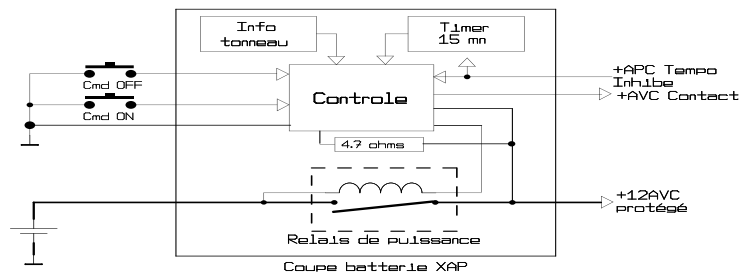 Info
tonneau
Timer
15 mn
Cmd OFF
Cmd ON
Controle
+APC Tempo
Inhibe
+AVC Contact
4.7 ohms
+12AVC
protégé
Relais de puissance
Coupe batterie XAP